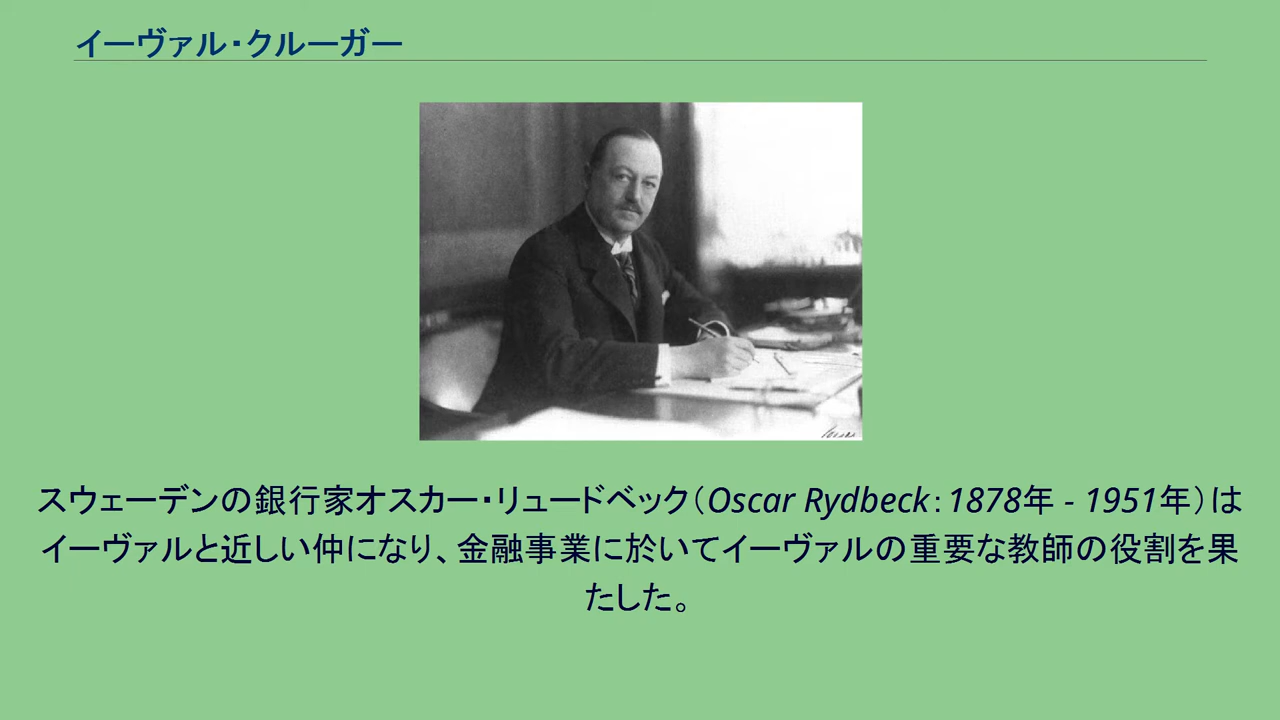 イーヴァル・クルーガー
スウェーデンの銀行家オスカー・リュードベック（Oscar Rydbeck：1878年 - 1951年）は
イーヴァルと近しい仲になり、金融事業に於いてイーヴァルの重要な教師の役割を果
たした。